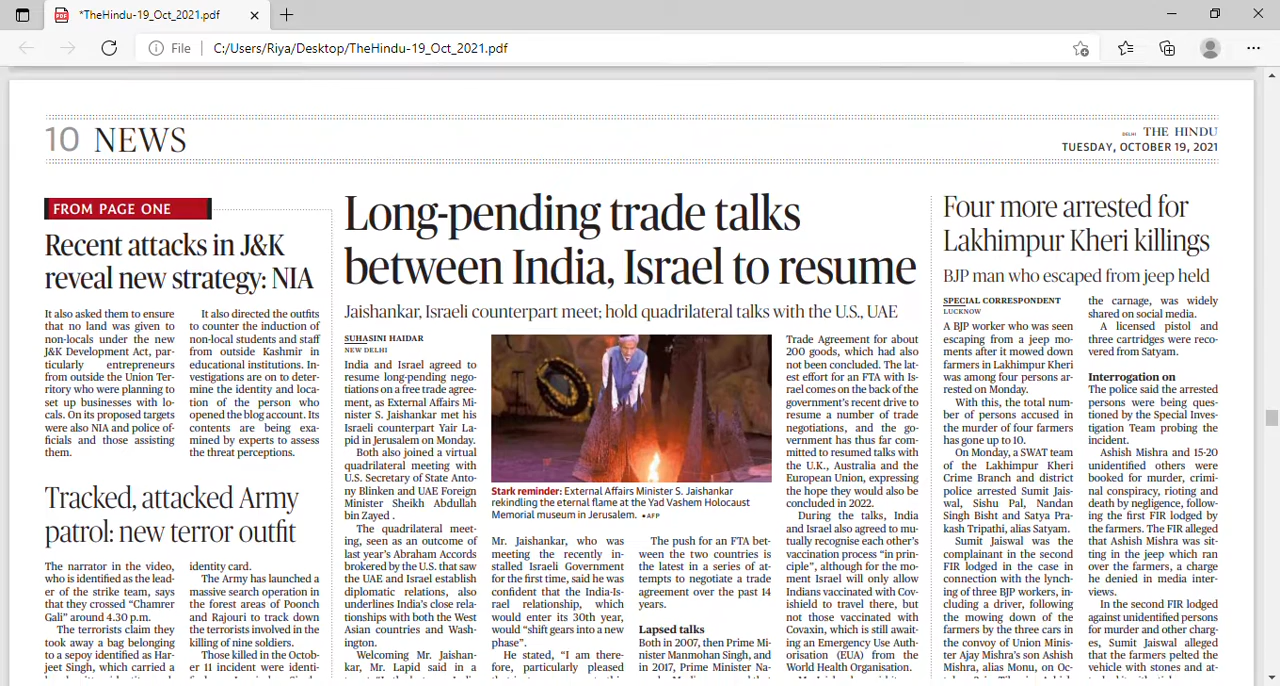 *TheHindu-19_Oct_2021.pdf
File
C:/Users/Riya/Desktop/TheHindu-19_Oct_2021.pdf
10 NEWS
DELHI THE HINDU
TUESDAY, OCTOBER 19, 2021
FROM PAGE ONE
Recent attacks in J&K
reveal new strategy: NIA
It also asked them to ensure
that no land was given to
non-locals under the new
J&K Development Act, par-
ticularly entrepreneurs
from outside the Union Ter-
ritory who were planning to
set up businesses with lo-
cals. On its proposed targets
were also NIA and police of-
ficials and those assisting
them.
It also directed the outfits
to counter the induction of
non-local students and staff
from outside Kashmir in
educational institutions. In-
vestigations are on to deter-
mine the identity and loca-
tion of the person who
opened the blog account. Its
contents are being exa-
mined by experts to assess
the threat perceptions.
Tracked, attacked Army
patrol: new terror outfit
The narrator in the video,
who is identified as the lead-
er of the strike team, says
that they crossed “Chamrer
Gali” around 4.30 p.m.
The terrorists claim they
took away a bag belonging
to a sepoy identified as Har-
jeet Singh, which carried a
identity card.
The Army has launched a
massive search operation in
the forest areas of Poonch
and Rajouri to track down
the terrorists involved in the
killing of nine soldiers.
Those killed in the Octob-
er 11 incident were identi-
Long-pending trade talks
between India, Israel to resume
Jaishankar, Israeli counterpart meet; hold quadrilateral talks with the U.S., UAE
SUHASINI HAIDAR
NEW DELHI
India and Israel agreed to
resume long-pending nego-
tiations on a free trade agree-
ment, as External Affairs Mi-
nister S. Jaishankar met his
Israeli counterpart Yair La-
pid in Jerusalem on Monday.
Both also joined a virtual
quadrilateral meeting with
U.S. Secretary of State Anto-
ny Blinken and UAE Foreign
Minister Sheikh Abdullah
bin Zayed .
The quadrilateral meet-
ing, seen as an outcome of
last year’s Abraham Accords
brokered by the U.S. that saw
the UAE and Israel establish
diplomatic relations, also
underlines India’s close rela-
tionships with both the West
Asian countries and Wash-
ington.
Welcoming Mr. Jaishan-
kar, Mr. Lapid said in a
Stark reminder: External Affairs Minister S. Jaishankar
rekindling the eternal flame at the Yad Vashem Holocaust
Memorial museum in Jerusalem. •AFP
Mr. Jaishankar, who was
meeting the recently in-
stalled Israeli Government
for the first time, said he was
confident that the India-Is-
rael relationship, which
would enter its 30th year,
would “shift gears into a new
phase”.
He stated, “I am there-
fore, particularly pleased
The push for an FTA bet-
ween the two countries is
the latest in a series of at-
tempts to negotiate a trade
agreement over the past 14
years.
Lapsed talks
Both in 2007, then Prime Mi-
nister Manmohan Singh, and
in 2017, Prime Minister Na-
Trade Agreement for about
200 goods, which had also
not been concluded. The lat-
est effort for an FTA with Is-
rael comes on the back of the
government’s recent drive to
resume a number of trade
negotiations, and the go-
vernment has thus far com-
mitted to resumed talks with
the U.K., Australia and the
European Union, expressing
the hope they would also be
concluded in 2022.
During the talks, India
and Israel also agreed to mu-
tually recognise each other’s
vaccination process “in prin-
ciple”, although for the mo-
ment Israel will only allow
Indians vaccinated with Cov-
ishield to travel there, but
not those vaccinated with
Covaxin, which is still await-
ing an Emergency Use Auth-
orisation (EUA) from the
World Health Organisation.
Four more arrested for
Lakhimpur Kheri killings
BJP man who escaped from jeep held
SPECIAL CORRESPONDENT
LUCKNOW
A BJP worker who was seen
escaping from a jeep mo-
ments after it mowed down
farmers in Lakhimpur Kheri
was among four persons ar-
rested on Monday.
With this, the total num-
ber of persons accused in
the murder of four farmers
has gone up to 10.
On Monday, a SWAT team
of the Lakhimpur Kheri
Crime Branch and district
police arrested Sumit Jais-
wal, Sishu Pal, Nandan
Singh Bisht and Satya Pra-
kash Tripathi, alias Satyam.
Sumit Jaiswal was the
complainant in the second
FIR lodged in the case in
connection with the lynch-
ing of three BJP workers, in-
cluding a driver, following
the mowing down of the
farmers by the three cars in
the convoy of Union Minis-
ter Ajay Mishra’s son Ashish
Mishra, alias Monu, on Oc-
the carnage, was widely
shared on social media.
A licensed pistol and
three cartridges were reco-
vered from Satyam.
Interrogation on
The police said the arrested
persons were being ques-
tioned by the Special Inves-
tigation Team probing the
incident.
Ashish Mishra and 15-20
unidentified others were
booked for murder, crimi-
nal conspiracy, rioting and
death by negligence, follow-
ing the first FIR lodged by
the farmers. The FIR alleged
that Ashish Mishra was sit-
ting in the jeep which ran
over the farmers, a charge
he denied in media inter-
views.
In the second FIR lodged
against unidentified persons
for murder and other charg-
es, Sumit Jaiswal alleged
that the farmers pelted the
vehicle with stones and at-